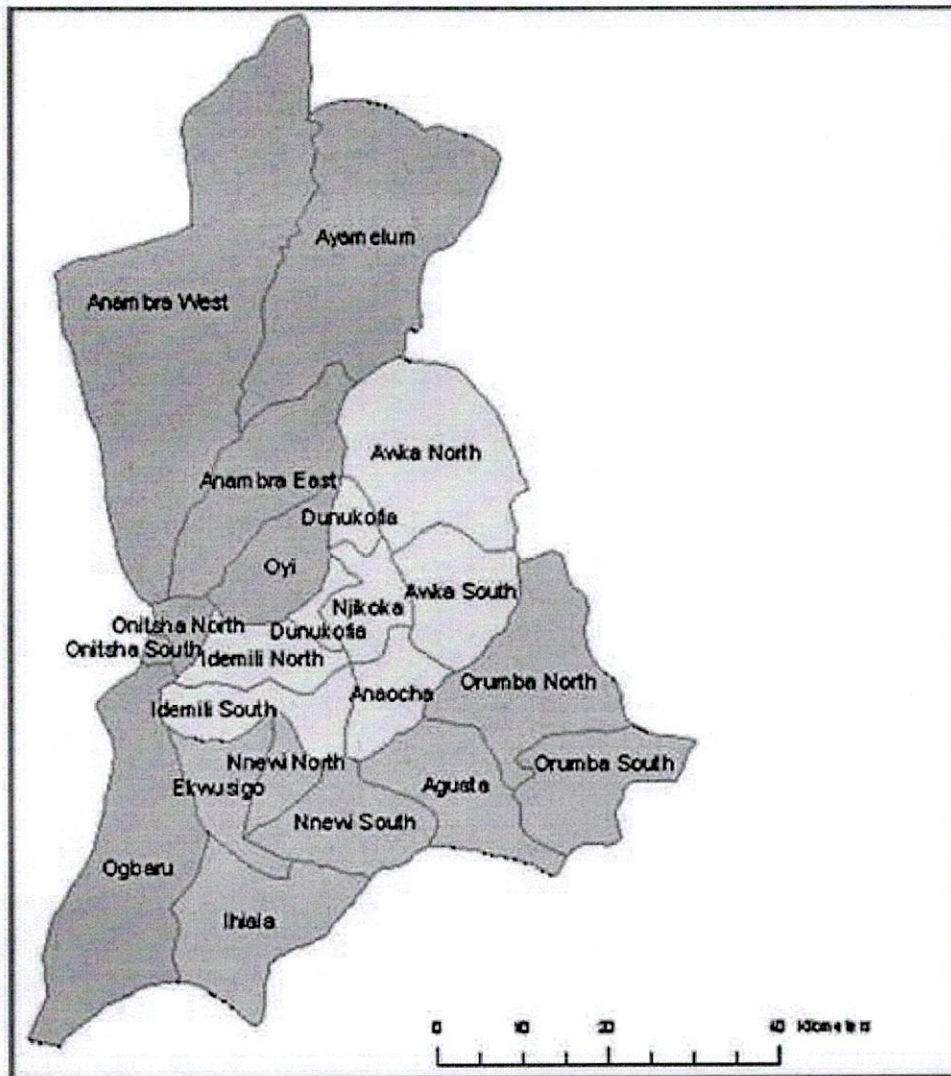 Ayamelum
Anambra West
Awka North
Anambra East
Dunukofia
Oyi
Awka South
Njikoka
Onitsha North
Dunukofia
Onitsha South
Idemili North
Orumba North
Anaocha
Idemili South
Nnewi North
Orumba South
Ekwusigo
Aguata
Nnewi South
Ogbaru
Ihiala
0 10 20 40 Kilometers